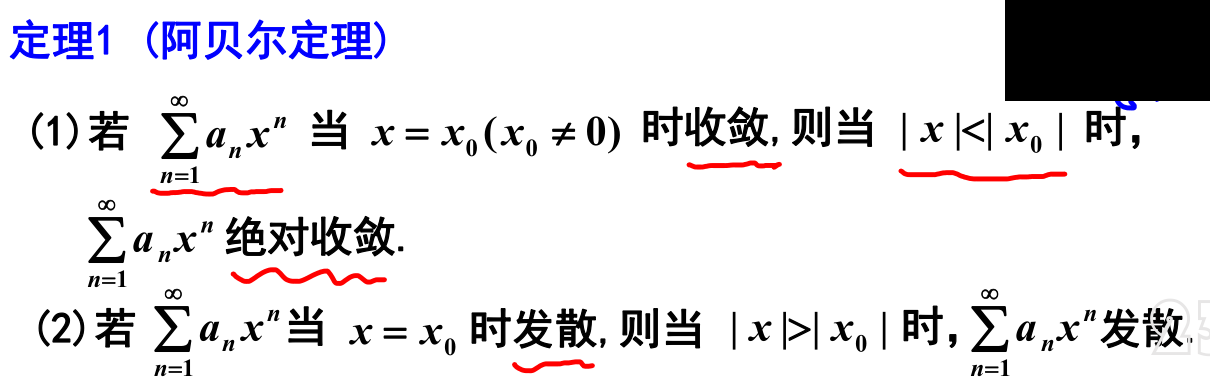 定理1 (阿贝尔定理)
(1)若 $\sum_{n=1}^{\infty} a_n x^n$ 当 $x = x_0 (x_0 \neq 0)$ 时收敛,则当 $|x|<|x_0|$ 时,
$\sum_{n=1}^{\infty} a_n x^n$ 绝对收敛.
(2)若 $\sum_{n=1}^{\infty} a_n x^n$ 当 $x = x_0$ 时发散,则当 $|x|>|x_0|$ 时, $\sum_{n=1}^{\infty} a_n x^n$ 发散.